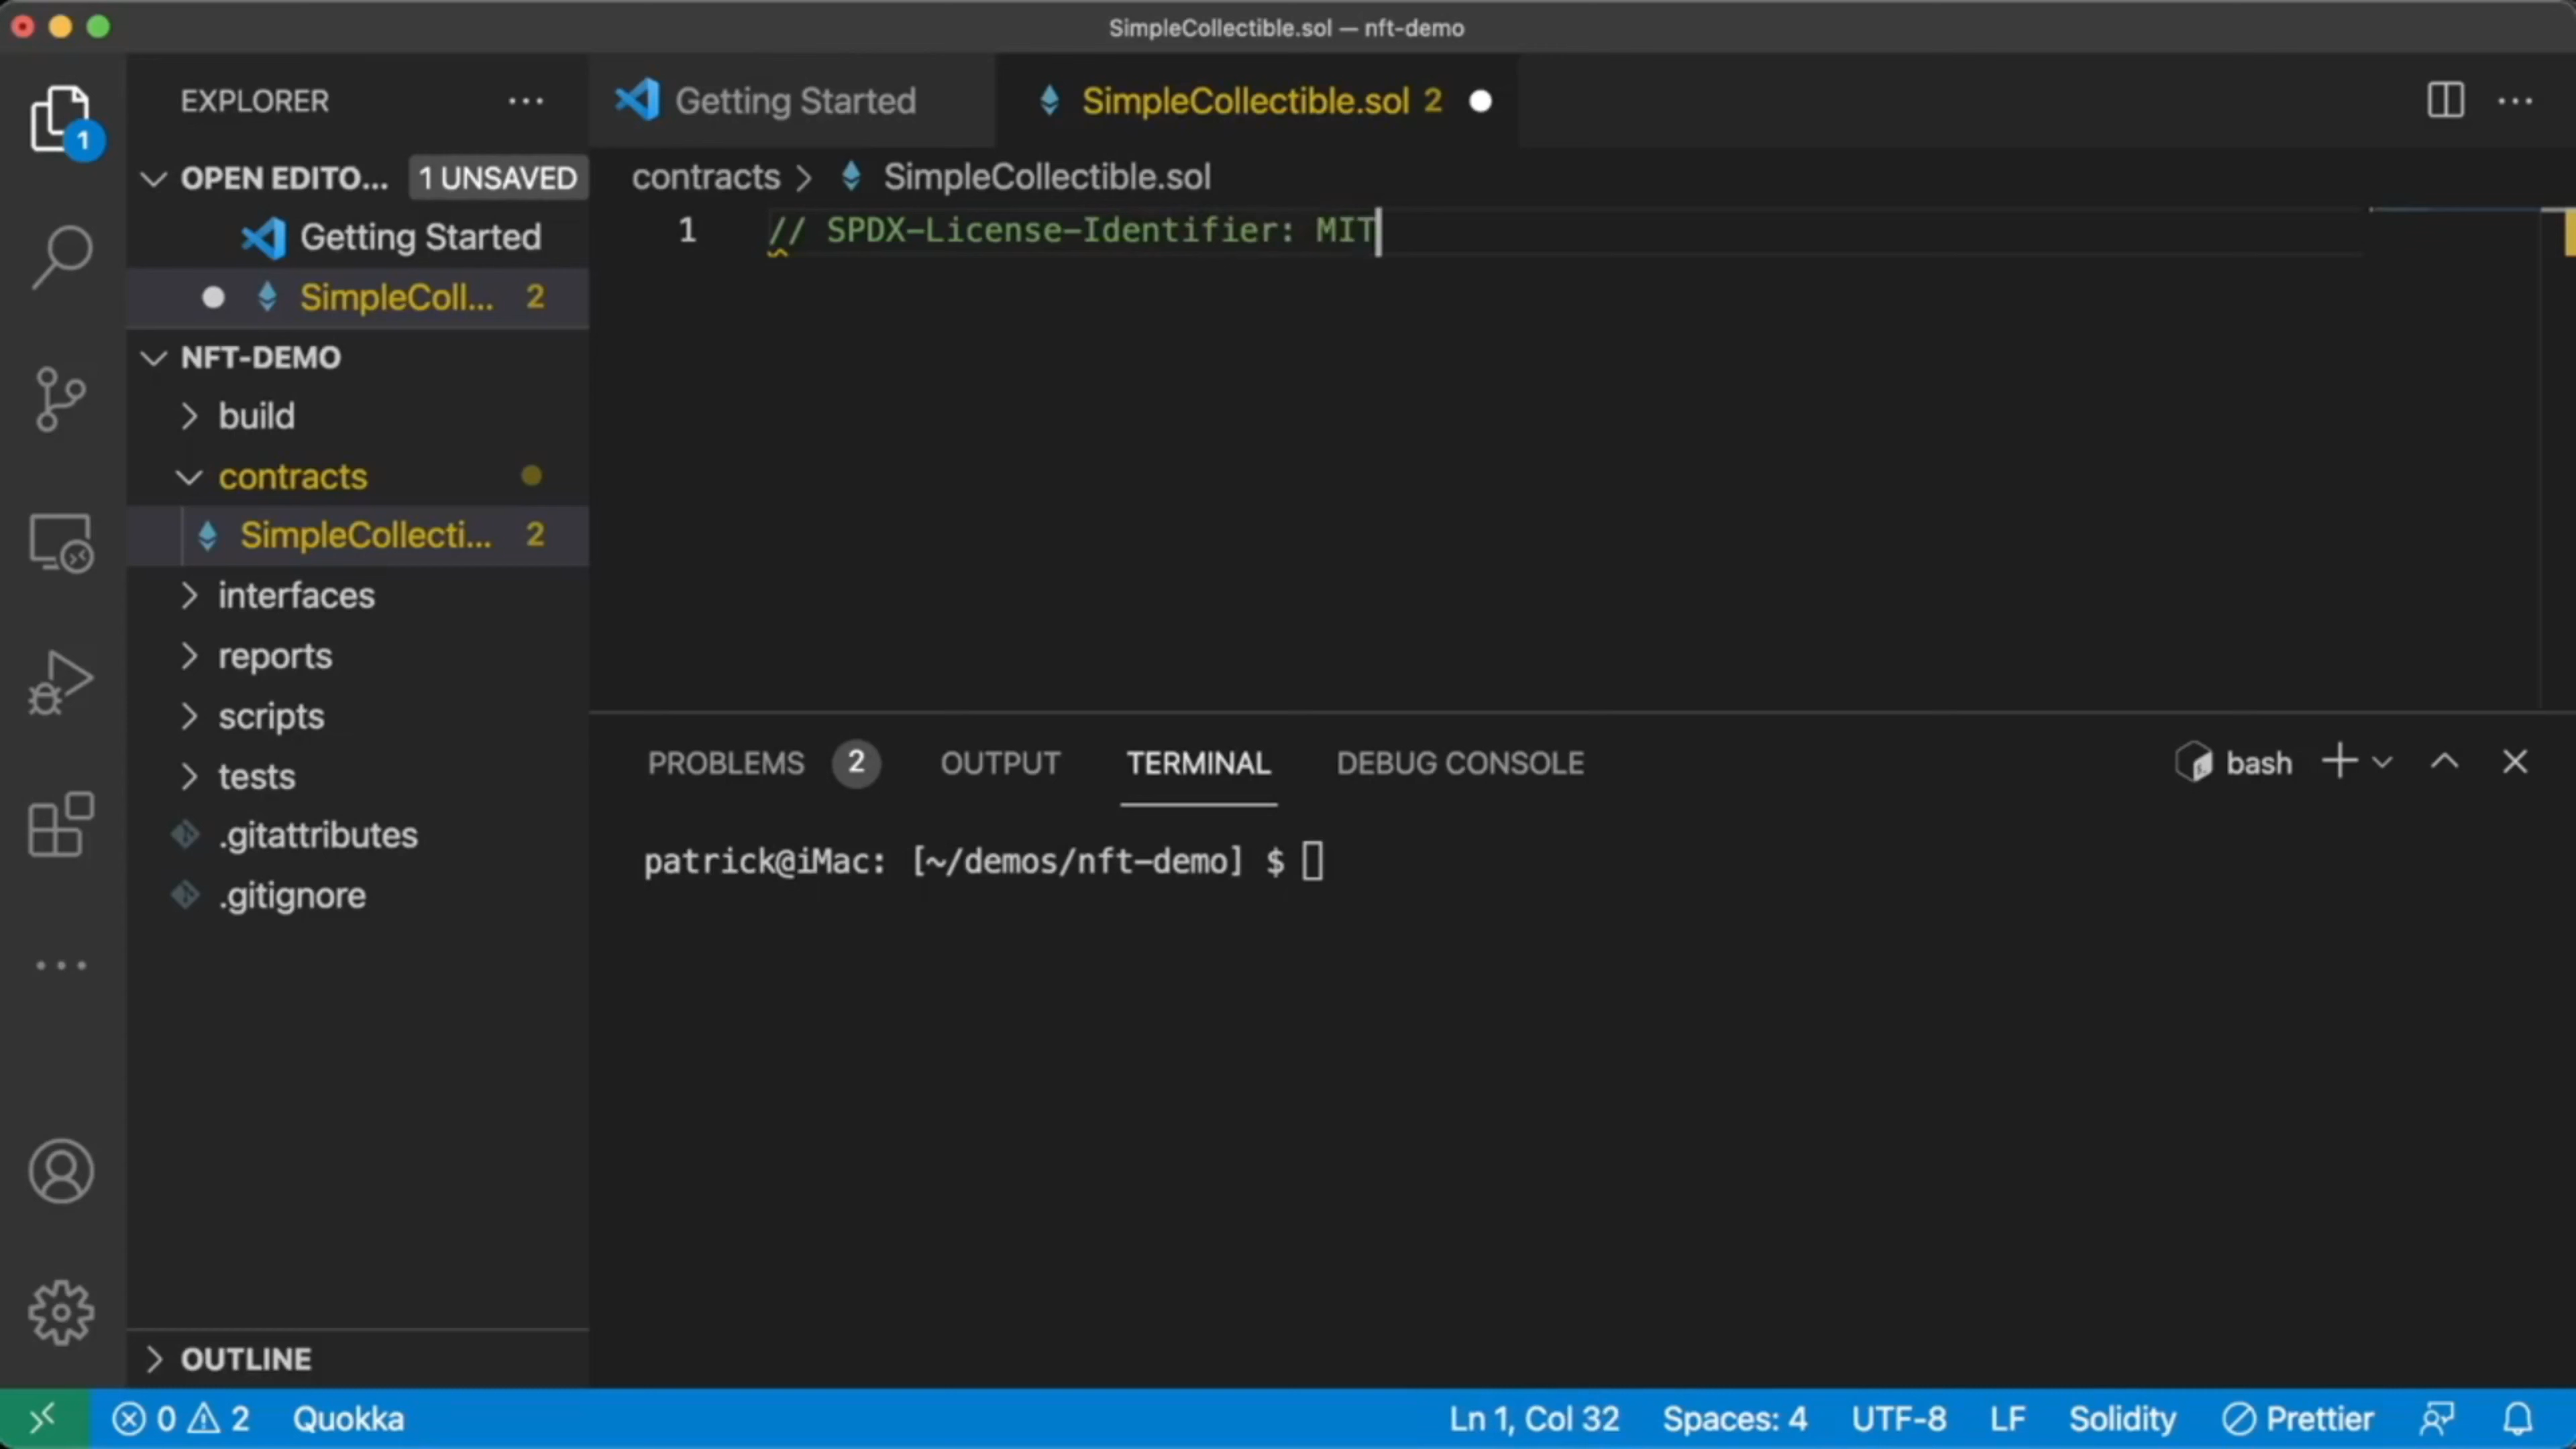 SimpleCollectible.sol — nft-demo
EXPLORER
Getting Started
SimpleCollectible.sol 2
1
OPEN EDITO... 1 UNSAVED
contracts > SimpleCollectible.sol
Getting Started
1 // SPDX-License-Identifier: MIT
SimpleColl... 2
NFT-DEMO
build
contracts
SimpleCollecti... 2
interfaces
reports
scripts
tests
.gitattributes
.gitignore
PROBLEMS 2 OUTPUT TERMINAL DEBUG CONSOLE
bash
patrick@iMac: [~/demos/nft-demo] $
OUTLINE
0 2 Quokka
Ln 1, Col 32 Spaces: 4 UTF-8 LF Solidity Prettier